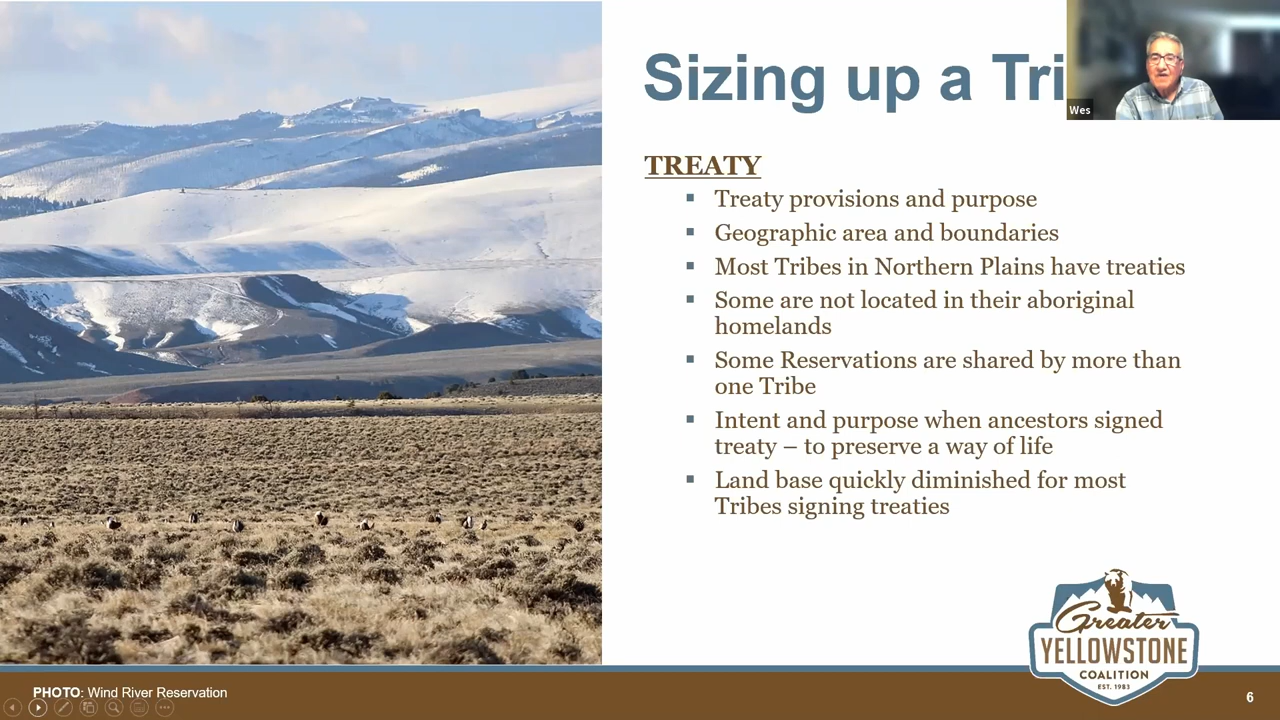 Sizing up a Tri
Wes
TREATY
▪ Treaty provisions and purpose
▪ Geographic area and boundaries
▪ Most Tribes in Northern Plains have treaties
▪ Some are not located in their aboriginal
homelands
▪ Some Reservations are shared by more than
one Tribe
▪ Intent and purpose when ancestors signed
treaty – to preserve a way of life
▪ Land base quickly diminished for most
Tribes signing treaties
Greater
YELLOWSTONE
COALITION
EST. 1983
PHOTO: Wind River Reservation
6